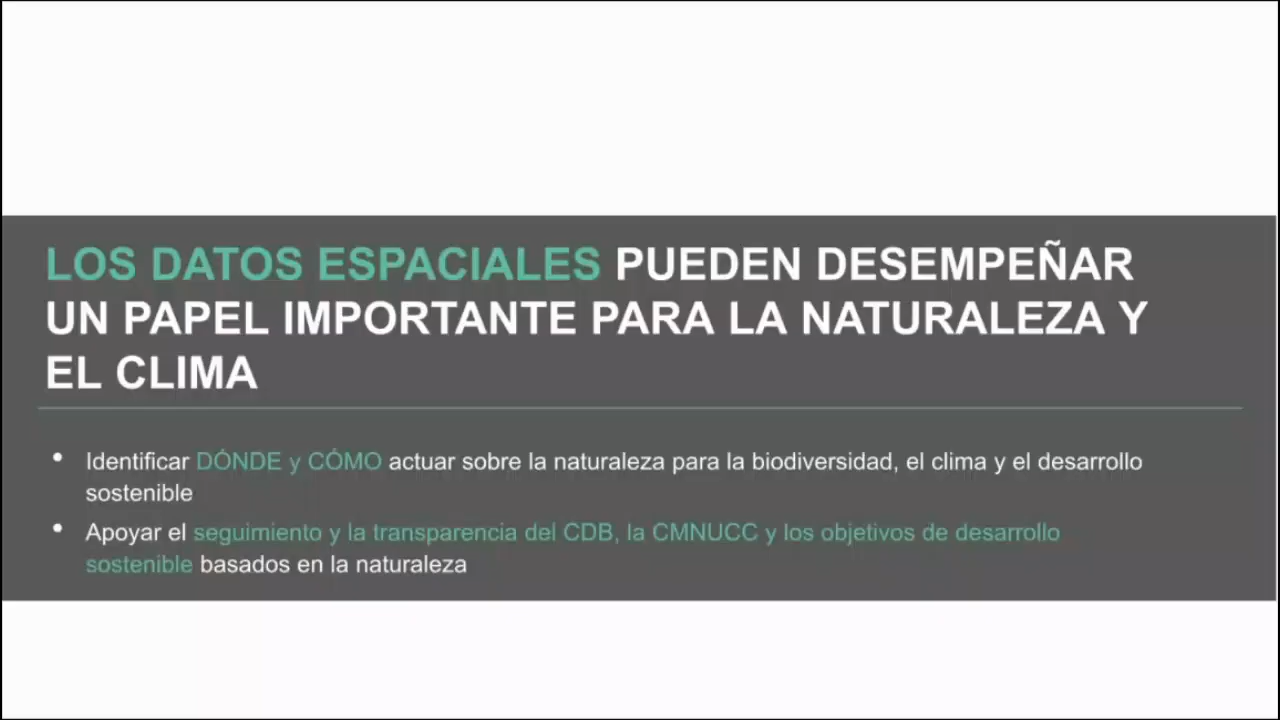 LOS DATOS ESPACIALES PUEDEN DESEMPEÑAR
UN PAPEL IMPORTANTE PARA LA NATURALEZA Y
EL CLIMA
• Identificar DÓNDE y CÓMO actuar sobre la naturaleza para la biodiversidad, el clima y el desarrollo
sostenible
• Apoyar el seguimiento y la transparencia del CDB, la CMNUCC y los objetivos de desarrollo
sostenible basados en la naturaleza